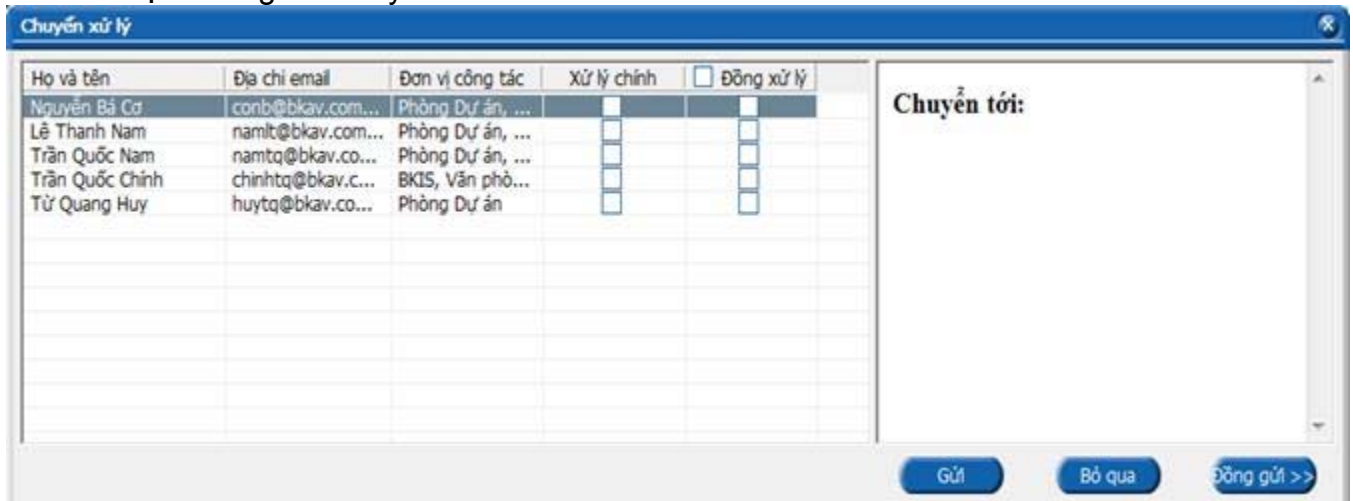 Chuyển xử lý
Họ và tên Địa chỉ email Đơn vị công tác Xử lý chính Đồng xử lý
Nguyễn Bá Cơ conb@bkav.com... Phòng Dự án, ...
Lê Thanh Nam namlt@bkav.com... Phòng Dự án, ...
Trần Quốc Nam namtq@bkav.co... Phòng Dự án, ...
Trần Quốc Chính chinhtq@bkav.c... BKIS, Văn phò...
Từ Quang Huy huytq@bkav.co... Phòng Dự án
Chuyển tới:
Gửi Bỏ qua Đồng gửi >>